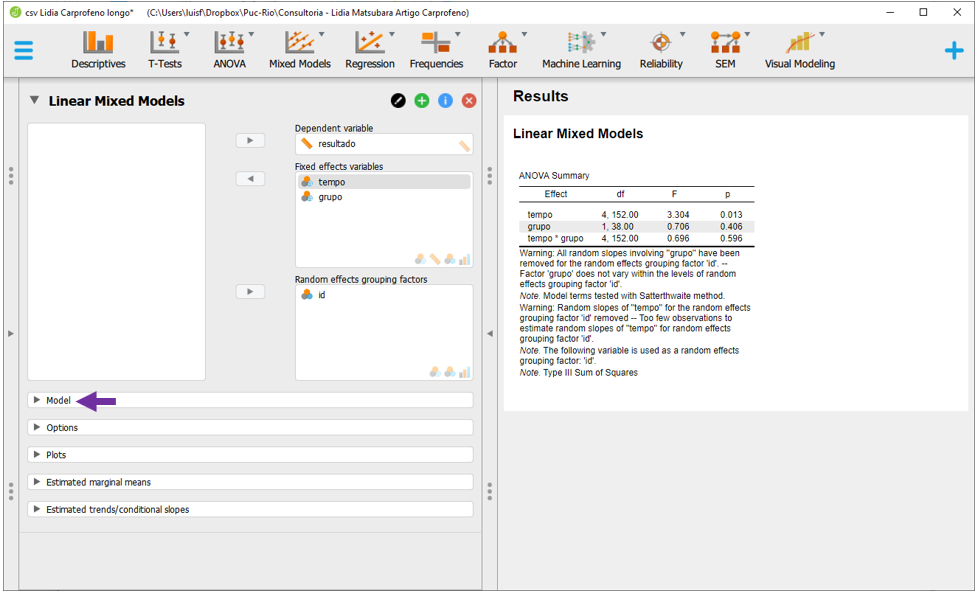 csv Lidia Carprofeno longo* (C:\Users\luisf\Dropbox\Puc-Rio\Consultoria - Lidia Matsubara Artigo Carprofeno)
Descriptives T-Tests ANOVA Mixed Models Regression Frequencies Factor Machine Learning Reliability SEM Visual Modeling
Linear Mixed Models
Dependent variable
resultado
Fixed effects variables
tempo
grupo
Random effects grouping factors
id
Model
Options
Plots
Estimated marginal means
Estimated trends/conditional slopes
Results
Linear Mixed Models
ANOVA Summary
Effect df F p
tempo 4, 152.00 3.304 0.013
grupo 1, 38.00 0.706 0.406
tempo * grupo 4, 152.00 0.696 0.596
Warning: All random slopes involving "grupo" have been
removed for the random effects grouping factor 'id'. --
Factor 'grupo' does not vary within the levels of random
effects grouping factor 'id'.
Note. Model terms tested with Satterthwaite method.
Warning: Random slopes of "tempo" for the random effects
grouping factor 'id' removed -- Too few observations to
estimate random slopes of "tempo" for random effects
grouping factor 'id'.
Note. The following variable is used as a random effects
grouping factor: 'id'.
Note. Type III Sum of Squares